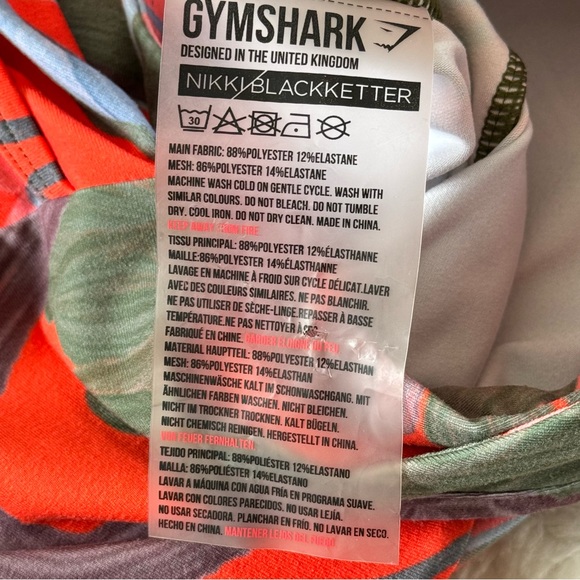 GYMSHARK
DESIGNED IN THE UNITED KINGDOM
NIKKI/BLACKKETTER
30
MAIN FABRIC: 88%POLYESTER 12%ELASTANE
MESH: 86%POLYESTER 14%ELASTANE
MACHINE WASH COLD ON GENTLE CYCLE. WASH WITH
SIMILAR COLOURS. DO NOT BLEACH. DO NOT TUMBLE
DRY. COOL IRON. DO NOT DRY CLEAN. MADE IN CHINA.
KEEP AWAY FROM FIRE
TISSU PRINCIPAL: 88%POLYESTER 12%ÉLASTHANNE
MAILLE:86%POLYESTER 14%ÉLASTHANNE
LAVAGE EN MACHINE À FROID SUR CYCLE DÉLICAT.LAVER
AVEC DES COULEURS SIMILAIRES. NE PAS BLANCHIR.
NE PAS UTILISER DE SÈCHE-LINGE.REPASSER À BASSE
TEMPÉRATURE.NE PAS NETTOYER À SEC.
FABRIQUÉ EN CHINE. GARDER ÉLOIGNÉ DU FEU
MATERIAL HAUPTTEIL: 88%POLYESTER 12%ELASTHAN
MESH: 86%POLYESTER 14%ELASTHAN
MASCHINENWÄSCHE KALT IM SCHONWASCHGANG. MIT
ÄHNLICHEN FARBEN WASCHEN. NICHT BLEICHEN.
NICHT IM TROCKNER TROCKNEN. KALT BÜGELN.
NICHT CHEMISCH REINIGEN. HERGESTELLT IN CHINA.
VON FEUER FERNHALTEN
TEJIDO PRINCIPAL: 88%POLIÉSTER 12%ELASTANO
MALLA: 86%POLIÉSTER 14%ELASTANO
LAVAR A MÁQUINA CON AGUA FRÍA EN PROGRAMA SUAVE.
LAVAR CON COLORES PARECIDOS. NO USAR LEJÍA.
NO USAR SECADORA. PLANCHAR EN FRÍO. NO LAVAR EN SECO.
HECHO EN CHINA. MANTENER LEJOS DEL FUEGO